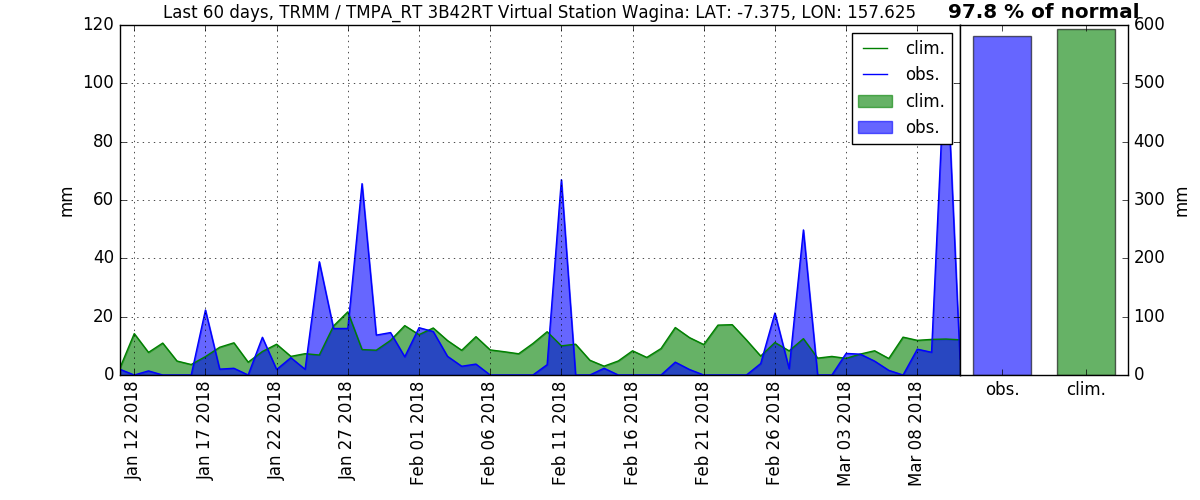 Last 60 days, TRMM / TMPA_RT 3B42RT Virtual Station Wagina: LAT: -7.375, LON: 157.625
97.8 % of normal
120
100
80
60
40
20
0
mm
clim.
obs.
clim.
obs.
600
500
400
300
200
100
0
mm
Jan 12 2018
Jan 17 2018
Jan 22 2018
Jan 27 2018
Feb 01 2018
Feb 06 2018
Feb 11 2018
Feb 16 2018
Feb 21 2018
Feb 26 2018
Mar 03 2018
Mar 08 2018
obs.
clim.